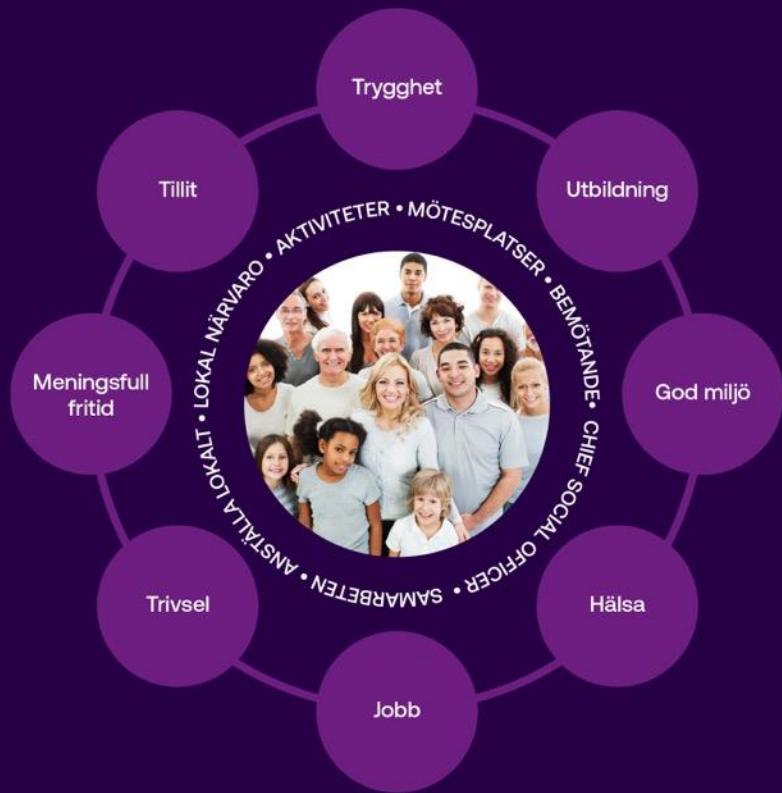 Trygghet
Utbildning
God miljö
Hälsa
Jobb
Trivsel
Meningsfull
fritid
Tillit
LOKAL NÄRVARO • AKTIVITETER • MÖTESPLATSER • BEMÖTANDE • CHIEF SOCIAL OFFICER • SAMARBETEN • ANSTÄLLA LOKALT •